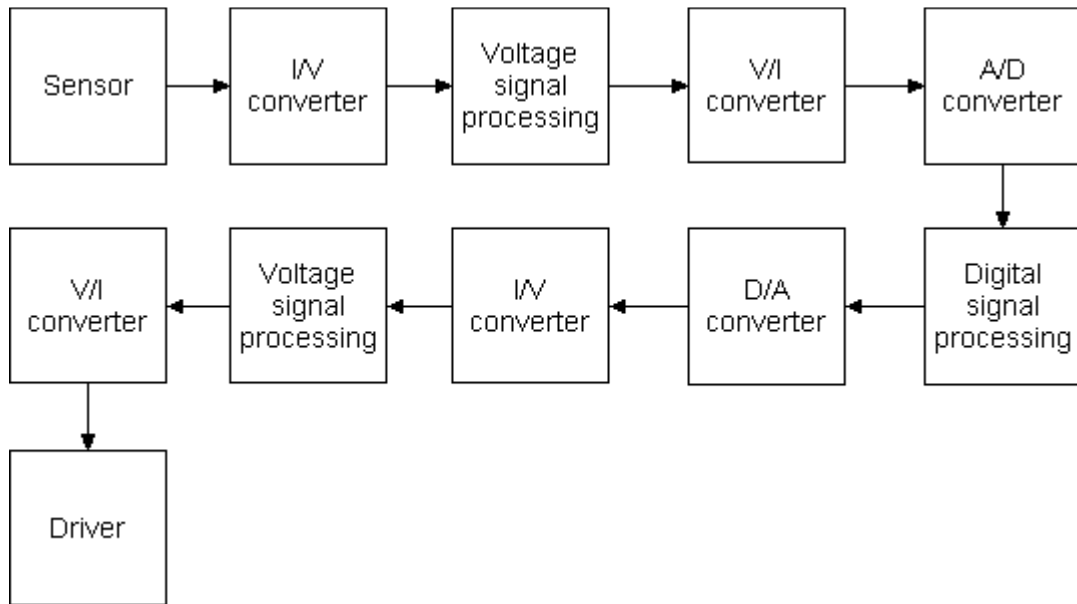 Sensor
I/V
converter
Voltage
signal
processing
V/I
converter
A/D
converter
Digital
signal
processing
D/A
converter
I/V
converter
Voltage
signal
processing
V/I
converter
Driver